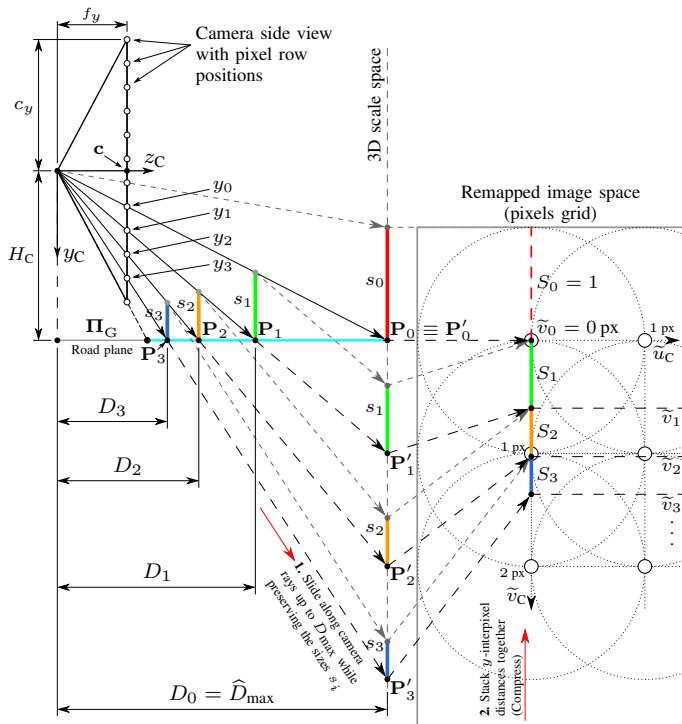 f_y
Camera side view
with pixel row
positions
c_y
3D scale space
c
z_C
Remapped image space
(pixels grid)
y_0
y_1
y_2
y_3
H_C
y_C
s_0
S_0 = 1
s_3
s_2
s_1
Π_G
Road plane
P_3
P_2
P_1
P_0 ≡ P′_0
ṽ_0 = 0 px
1 px
ũ_C
D_3
S_1
s_1
ṽ_1
D_2
P′_1
1 px
S_2
ṽ_2
S_3
ṽ_3
s_2
D_1
P′_2
2 px
ṽ_C
. . .
1. Slide along camera
rays up to D_max while
preserving the sizes s_i
s_3
P′_3
2. Stack y-interpixel
distances together
(Compress)
D_0 = D̂_max